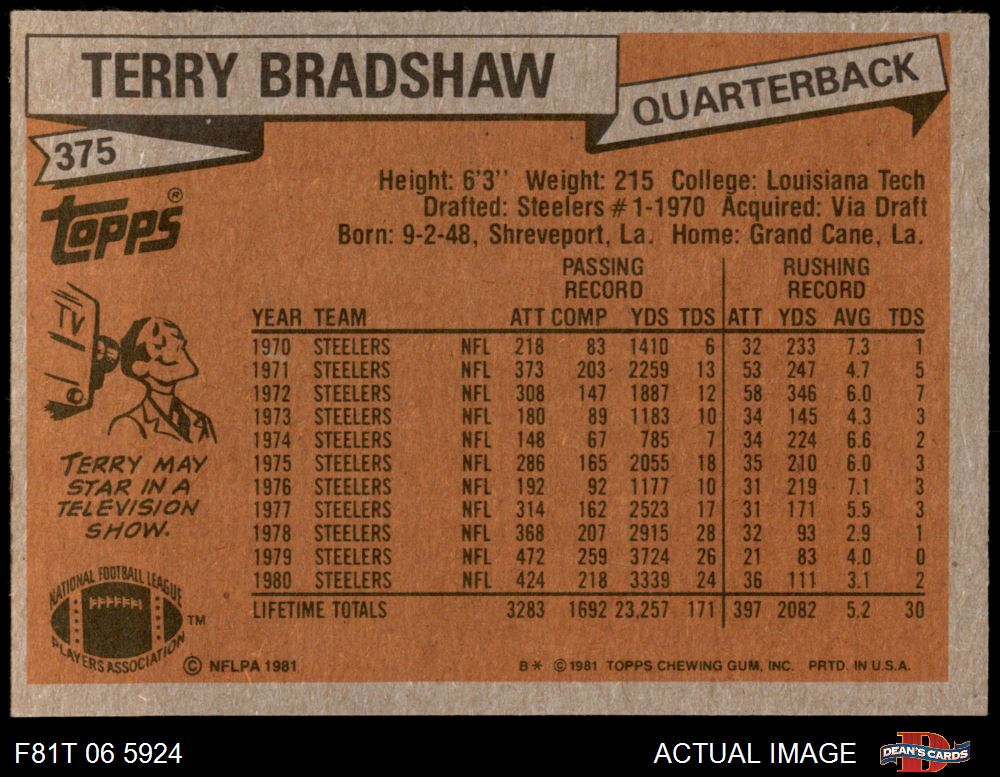 TERRY BRADSHAW
QUARTERBACK
375
Topps®
Height: 6'3'' Weight: 215 College: Louisiana Tech
Drafted: Steelers #1-1970 Acquired: Via Draft
Born: 9-2-48, Shreveport, La. Home: Grand Cane, La.
PASSING RECORD RUSHING RECORD
YEAR TEAM ATT COMP YDS TDS ATT YDS AVG TDS
1970 STEELERS NFL 218 83 1410 6 32 233 7.3 1
1971 STEELERS NFL 373 203 2259 13 53 247 4.7 5
1972 STEELERS NFL 308 147 1887 12 58 346 6.0 7
1973 STEELERS NFL 180 89 1183 10 34 145 4.3 3
1974 STEELERS NFL 148 67 785 7 34 224 6.6 2
1975 STEELERS NFL 286 165 2055 18 35 210 6.0 3
1976 STEELERS NFL 192 92 1177 10 31 219 7.1 3
1977 STEELERS NFL 314 162 2523 17 31 171 5.5 3
1978 STEELERS NFL 368 207 2915 28 32 93 2.9 1
1979 STEELERS NFL 472 259 3724 26 21 83 4.0 0
1980 STEELERS NFL 424 218 3339 24 36 111 3.1 2
LIFETIME TOTALS 3283 1692 23,257 171 397 2082 5.2 30
TV
TERRY MAY
STAR IN A
TELEVISION
SHOW.
NATIONAL FOOTBALL LEAGUE
PLAYERS ASSOCIATION
TM
© NFLPA 1981
B* © 1981 TOPPS CHEWING GUM, INC. PRTD. IN U.S.A.
F81T 06 5924
ACTUAL IMAGE
D
DEAN'S CARDS